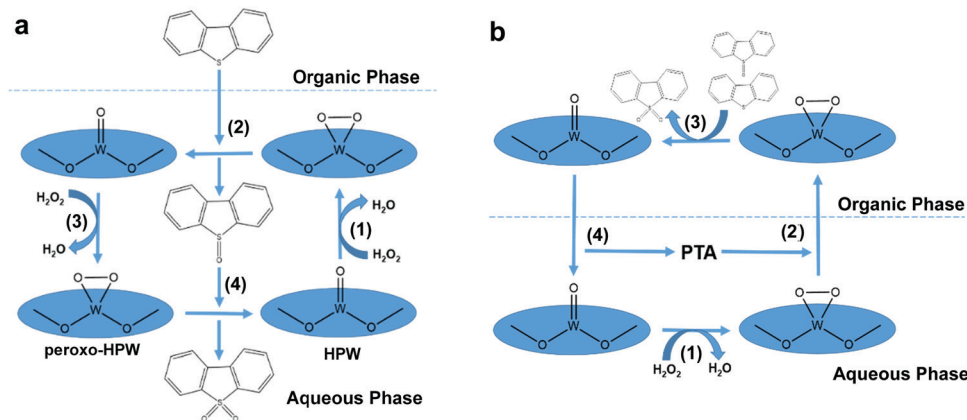 a
S
Organic Phase
(2)
O
W
O O
O O
W
O O
H₂O₂
(3)
H₂O
S
O
H₂O
(1)
H₂O₂
(4)
O O
W
O O
peroxo-HPW
O
W
O O
HPW
S
O O
Aqueous Phase
b
S
O
S
O O
S
(3)
O
W
O O
O O
W
O O
Organic Phase
(4)
PTA
(2)
O
W
O O
H₂O₂
(1)
H₂O
O O
W
O O
Aqueous Phase